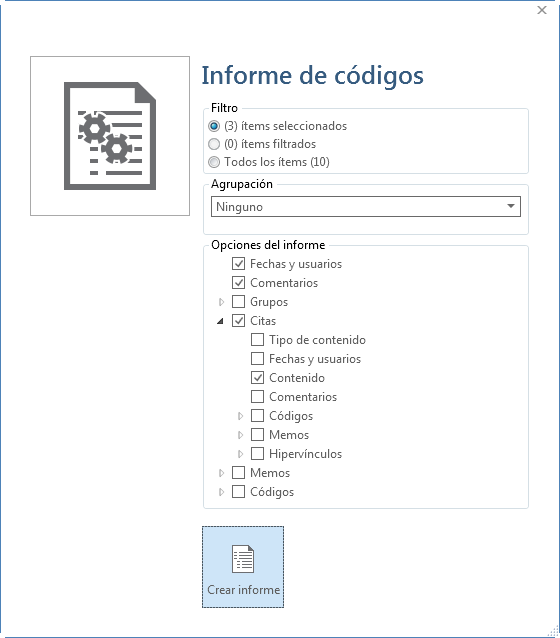 Informe de códigos
Filtro
(3) ítems seleccionados
(0) ítems filtrados
Todos los ítems (10)
Agrupación
Ninguno
Opciones del informe
Fechas y usuarios
Comentarios
Grupos
Citas
Tipo de contenido
Fechas y usuarios
Contenido
Comentarios
Códigos
Memos
Hipervínculos
Memos
Códigos
Crear informe